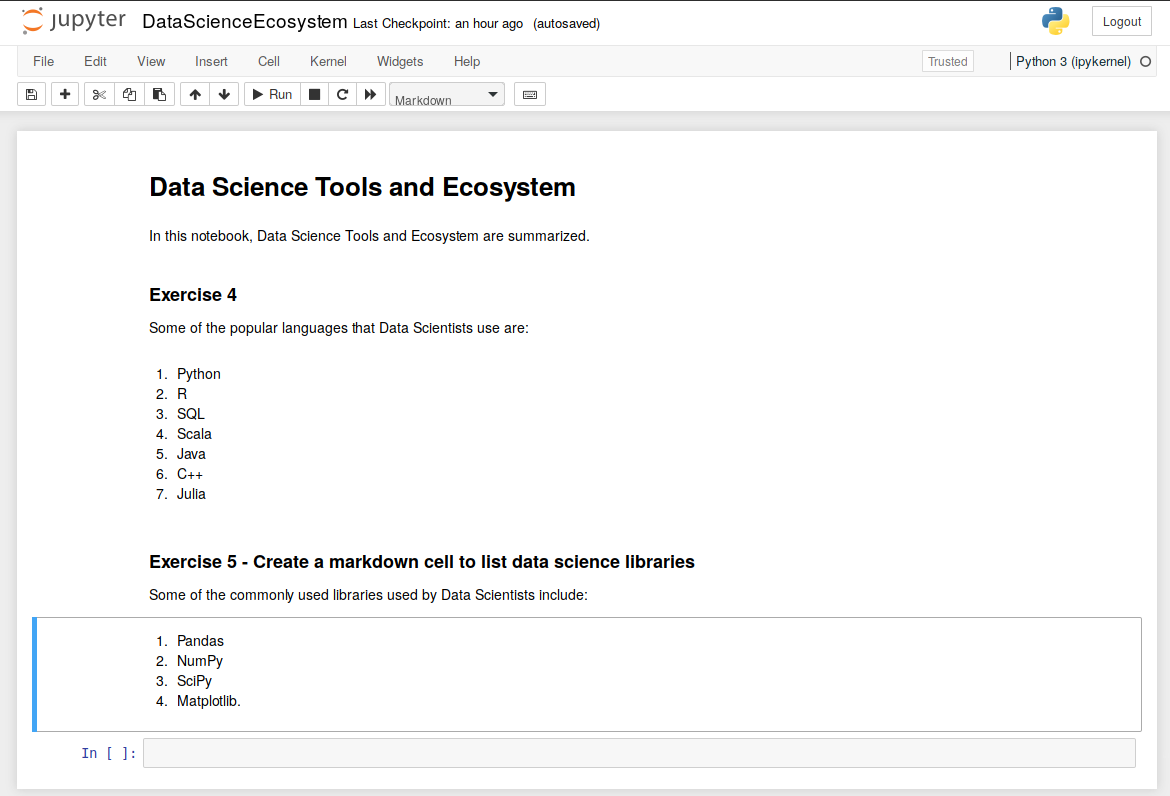 jupyter DataScienceEcosystem Last Checkpoint: an hour ago (autosaved) Logout
File Edit View Insert Cell Kernel Widgets Help Trusted Python 3 (ipykernel)
Run Markdown
Data Science Tools and Ecosystem
In this notebook, Data Science Tools and Ecosystem are summarized.
Exercise 4
Some of the popular languages that Data Scientists use are:
1. Python
2. R
3. SQL
4. Scala
5. Java
6. C++
7. Julia
Exercise 5 - Create a markdown cell to list data science libraries
Some of the commonly used libraries used by Data Scientists include:
1. Pandas
2. NumPy
3. SciPy
4. Matplotlib.
In [ ]: